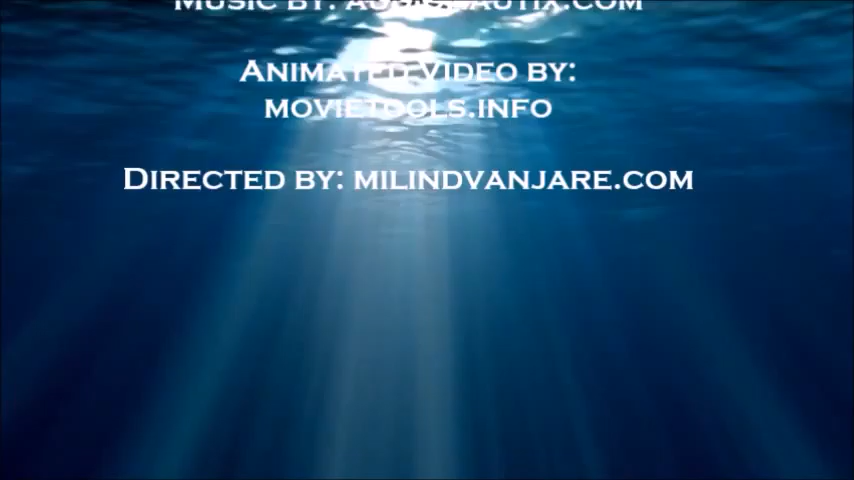 Music by:
Animated video by:
movietools.info
Directed by: milindvanjare.com